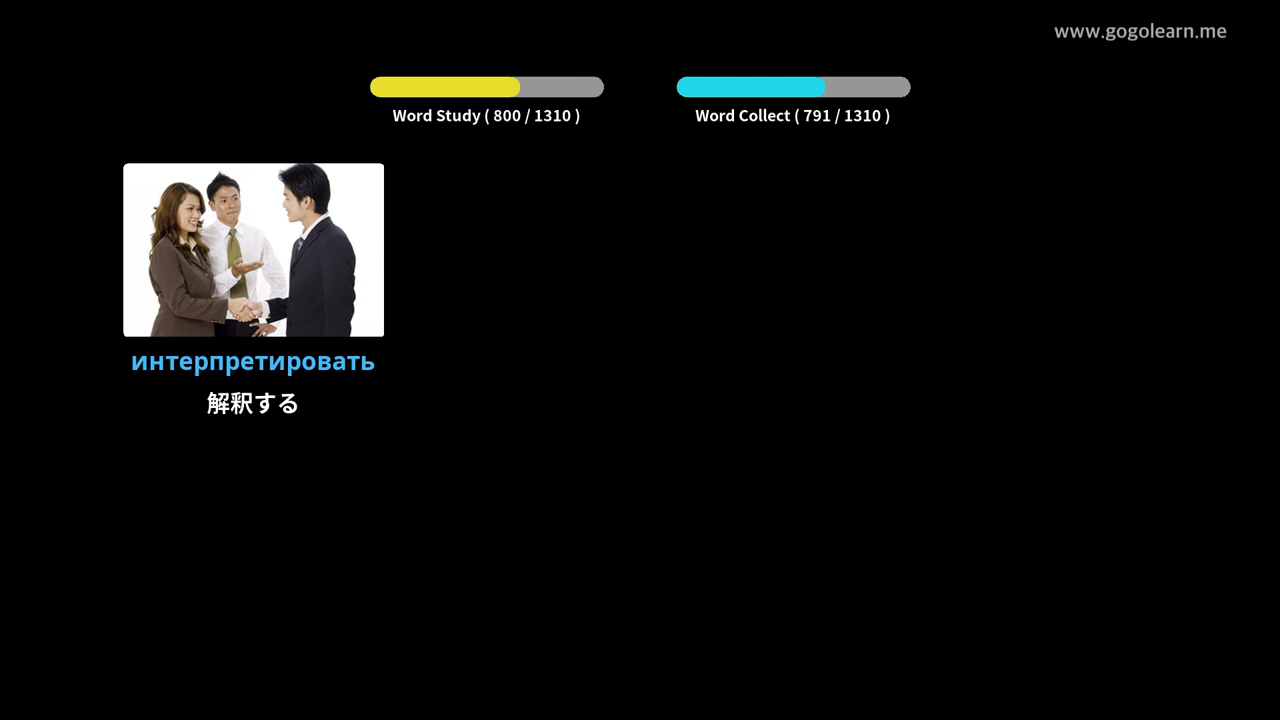 www.gogolearn.me
Word Study ( 800 / 1310 )
Word Collect ( 791 / 1310 )
интерпретировать
解釈する